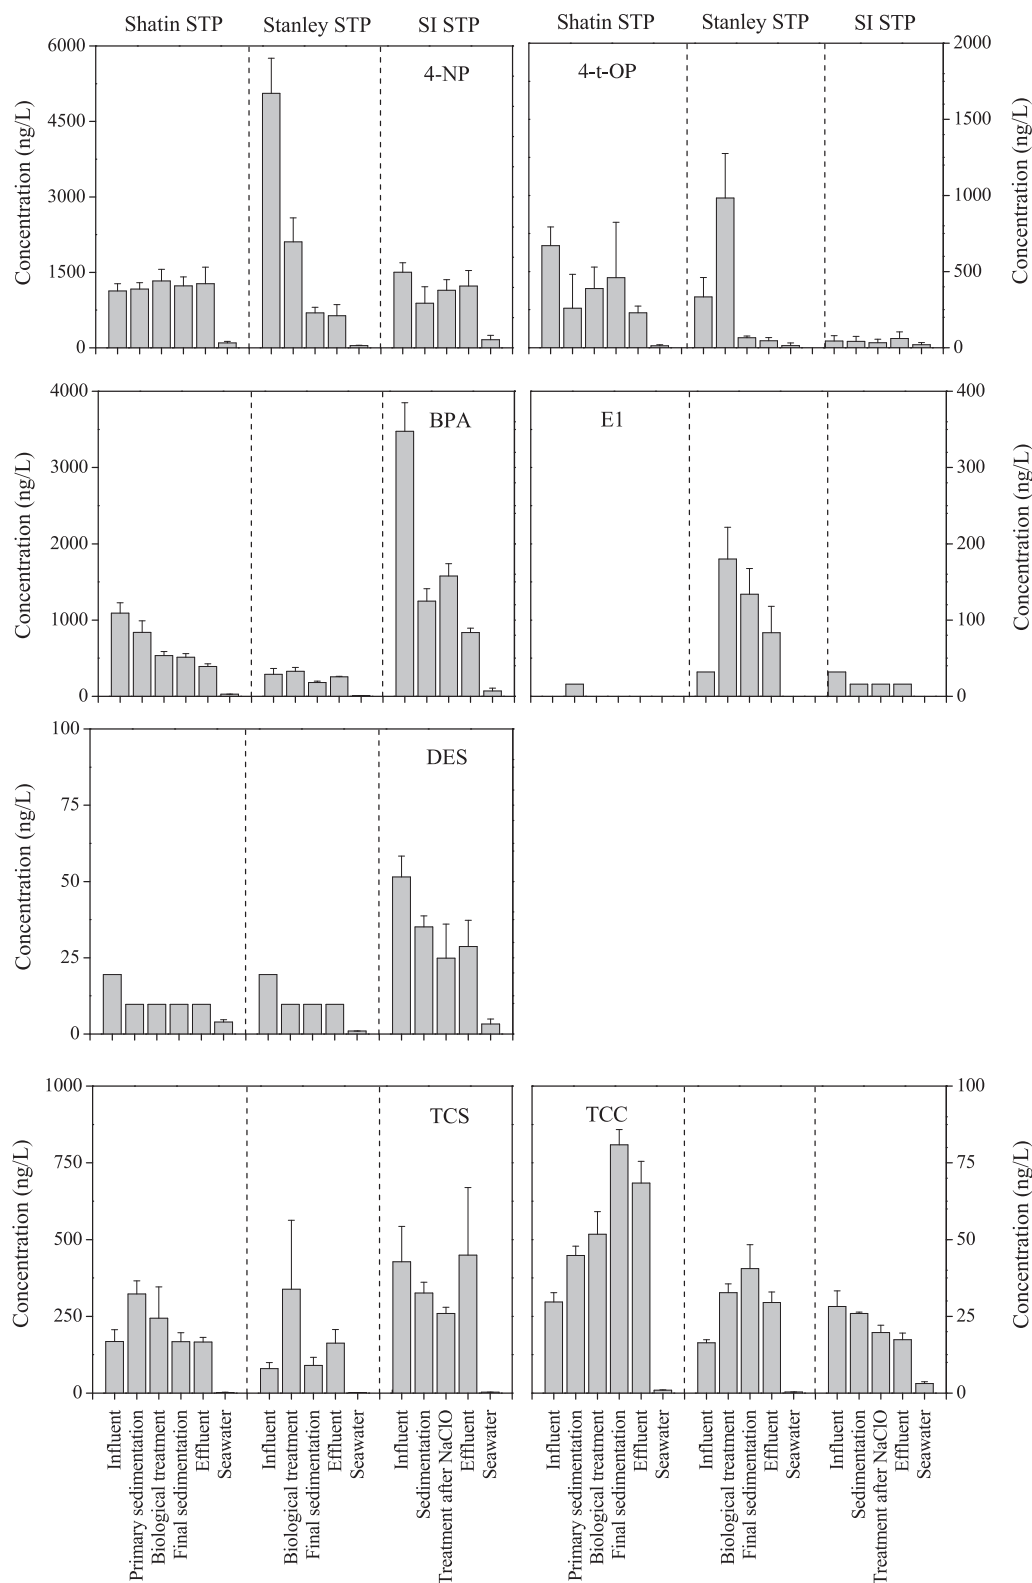 Shatin STP Stanley STP SI STP Shatin STP Stanley STP SI STP
Concentration (ng/L)
6000
4500
3000
1500
0
4-NP
4-t-OP
2000
1500
1000
500
0
Concentration (ng/L)
Concentration (ng/L)
4000
3000
2000
1000
0
BPA
E1
400
300
200
100
0
Concentration (ng/L)
Concentration (ng/L)
100
75
50
25
0
DES
Concentration (ng/L)
1000
750
500
250
0
TCS
TCC
100
75
50
25
0
Concentration (ng/L)
Influent
Primary sedimentation
Biological treatment
Final sedimentation
Effluent
Seawater
Influent
Biological treatment
Final sedimentation
Effluent
Seawater
Influent
Sedimentation
Treatment after NaClO
Effluent
Seawater
Influent
Primary sedimentation
Biological treatment
Final sedimentation
Effluent
Seawater
Influent
Biological treatment
Final sedimentation
Effluent
Seawater
Influent
Sedimentation
Treatment after NaClO
Effluent
Seawater